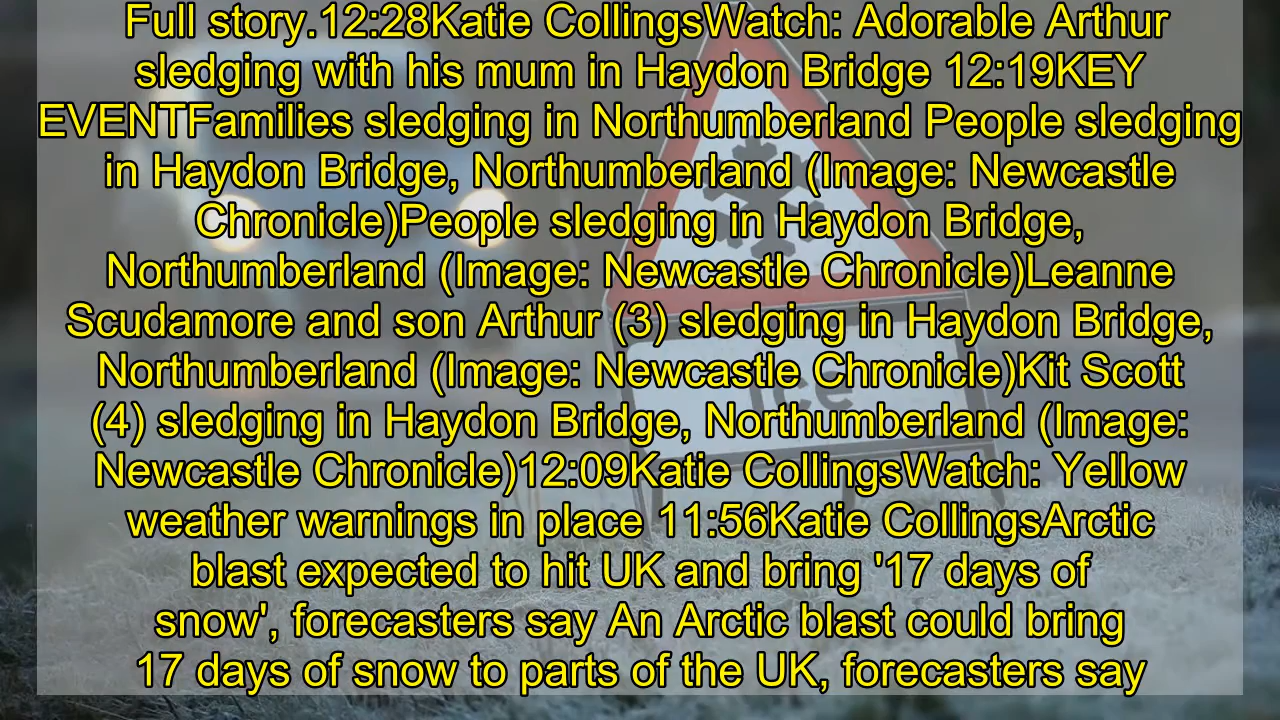 Full story.12:28Katie CollingsWatch: Adorable Arthur
sledging with his mum in Haydon Bridge 12:19KEY
EVENTFamilies sledging in Northumberland People sledging
in Haydon Bridge, Northumberland (Image: Newcastle
Chronicle)People sledging in Haydon Bridge,
Northumberland (Image: Newcastle Chronicle)Leanne
Scudamore and son Arthur (3) sledging in Haydon Bridge,
Northumberland (Image: Newcastle Chronicle)Kit Scott
(4) sledging in Haydon Bridge, Northumberland (Image:
Newcastle Chronicle)12:09Katie CollingsWatch: Yellow
weather warnings in place 11:56Katie CollingsArctic
blast expected to hit UK and bring '17 days of
snow', forecasters say An Arctic blast could bring
17 days of snow to parts of the UK, forecasters say
Ice